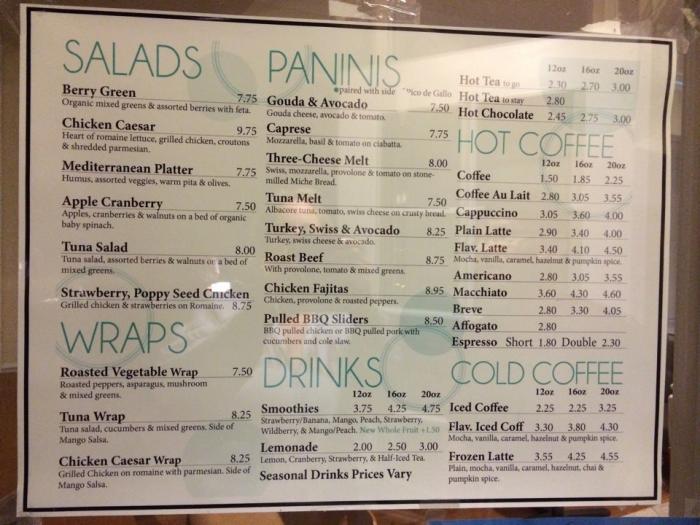 SALADS
Berry Green 7.75
Organic mixed greens & assorted berries with feta.
Chicken Caesar 9.75
Heart of romaine lettuce, grilled chicken, croutons
& shredded parmesan.
Mediterranean Platter 7.75
Humus, assorted veggies, warm pita & olives.
Apple Cranberry 7.50
Apples, cranberries & walnuts on a bed of organic
baby spinach.
Tuna Salad 8.00
Tuna salad, assorted berries & walnuts on a bed of
mixed greens.
Strawberry, Poppy Seed Chicken
Grilled chicken & strawberries on Romaine. 8.75
WRAPS
Roasted Vegetable Wrap 7.50
Roasted peppers, asparagus, mushroom
& mixed greens.
Tuna Wrap 8.25
Tuna salad, cucumbers & mixed greens. Side of
Mango Salsa.
Chicken Caesar Wrap 8.25
Grilled Chicken on romaine with parmesan. Side of
Mango Salsa.
PANINIS
*paired with side Pico de Gallo
Gouda & Avocado 7.50
Gouda cheese, avocado & tomato.
Caprese 7.75
Mozzarella, basil & tomato on ciabatta.
Three-Cheese Melt 8.00
Swiss, mozzarella, provolone & tomato on stone-
milled Miche Bread.
Tuna Melt 7.50
Albacore tuna, tomato, swiss cheese on crusty bread.
Turkey, Swiss & Avocado 8.25
Turkey, swiss cheese & avocado.
Roast Beef 8.75
With provolone, tomato & mixed greens.
Chicken Fajitas 8.95
Chicken, provolone & roasted peppers.
Pulled BBQ Sliders 8.50
BBQ pulled chicken or BBQ pulled pork with
cucumbers and cole slaw.
DRINKS
12oz 16oz 20oz
Smoothies 3.75 4.25 4.75
Strawberry/Banana, Mango, Peach, Strawberry,
Wildberry, & Mango/Peach. New Whole Fruit +1.50
Lemonade 2.00 2.50 3.00
Lemon, Cranberry, Strawberry, & Half-Iced Tea.
Seasonal Drinks Prices Vary
12oz 16oz 20oz
Hot Tea to go 2.30 2.70 3.00
Hot Tea to stay 2.80
Hot Chocolate 2.45 2.75 3.00
HOT COFFEE
12oz 16oz 20oz
Coffee 1.50 1.85 2.25
Coffee Au Lait 2.80 3.05 3.55
Cappuccino 3.05 3.60 4.00
Plain Latte 2.90 3.40 4.00
Flav. Latte 3.40 4.10 4.50
Mocha, vanilla, caramel, hazelnut & pumpkin spice.
Americano 2.80 3.05 3.55
Macchiato 3.60 4.30 4.60
Breve 2.80 3.30 4.05
Affogato 2.80
Espresso Short 1.80 Double 2.30
COLD COFFEE
12oz 16oz 20oz
Iced Coffee 2.25 2.25 3.25
Flav. Iced Coff 3.30 3.80 4.30
Mocha, vanilla, caramel, hazelnut & pumpkin spice.
Frozen Latte 3.55 4.25 4.55
Plain, mocha, vanilla, caramel, hazelnut, chai &
pumpkin spice.